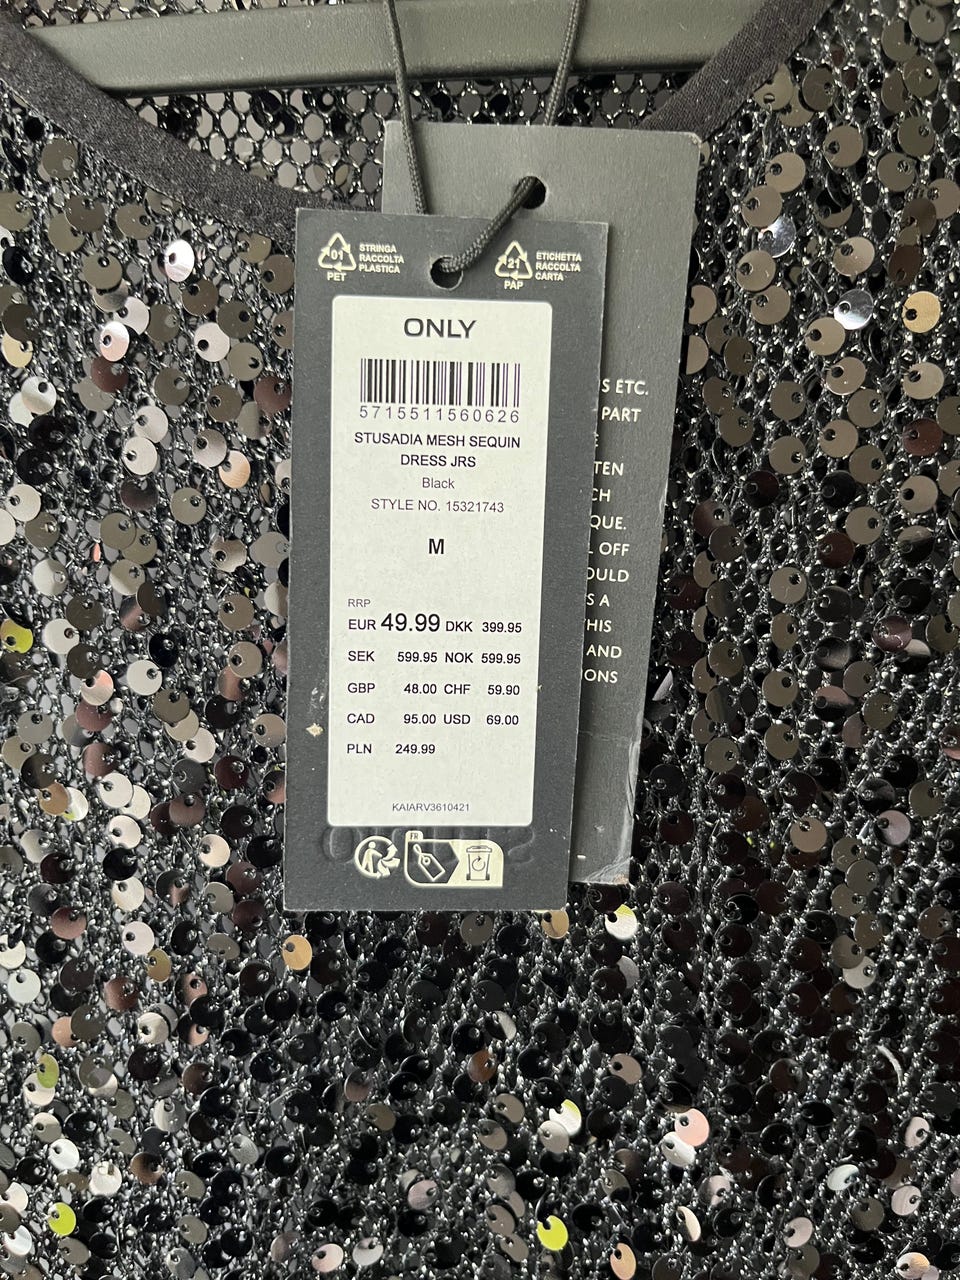 01
PET
STRINGA
RACCOLTA
PLASTICA
21
PAP
ETICHETTA
RACCOLTA
CARTA
ONLY
5715511560626
STUSADIA MESH SEQUIN
DRESS JRS
Black
STYLE NO. 15321743
M
RRP
EUR 49.99 DKK 399.95
SEK 599.95 NOK 599.95
GBP 48.00 CHF 59.90
CAD 95.00 USD 69.00
PLN 249.99
KAIARV3610421
FR
S ETC.
PART
TEN
CH
QUE.
L OFF
OULD
S A
HIS
AND
IONS